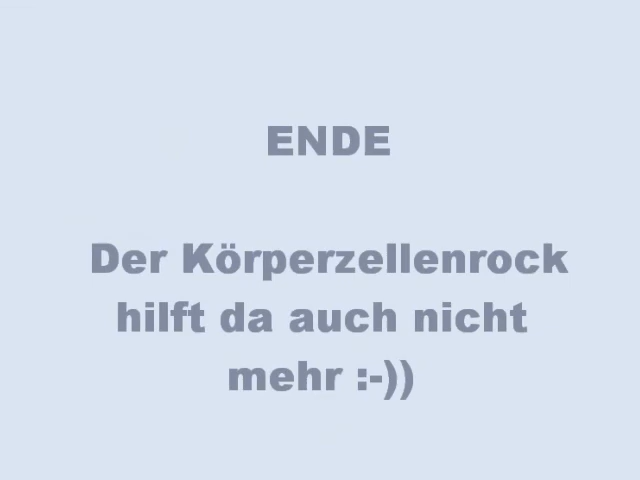 ENDE
Der Körperzellenrock
hilft da auch nicht
mehr :-))